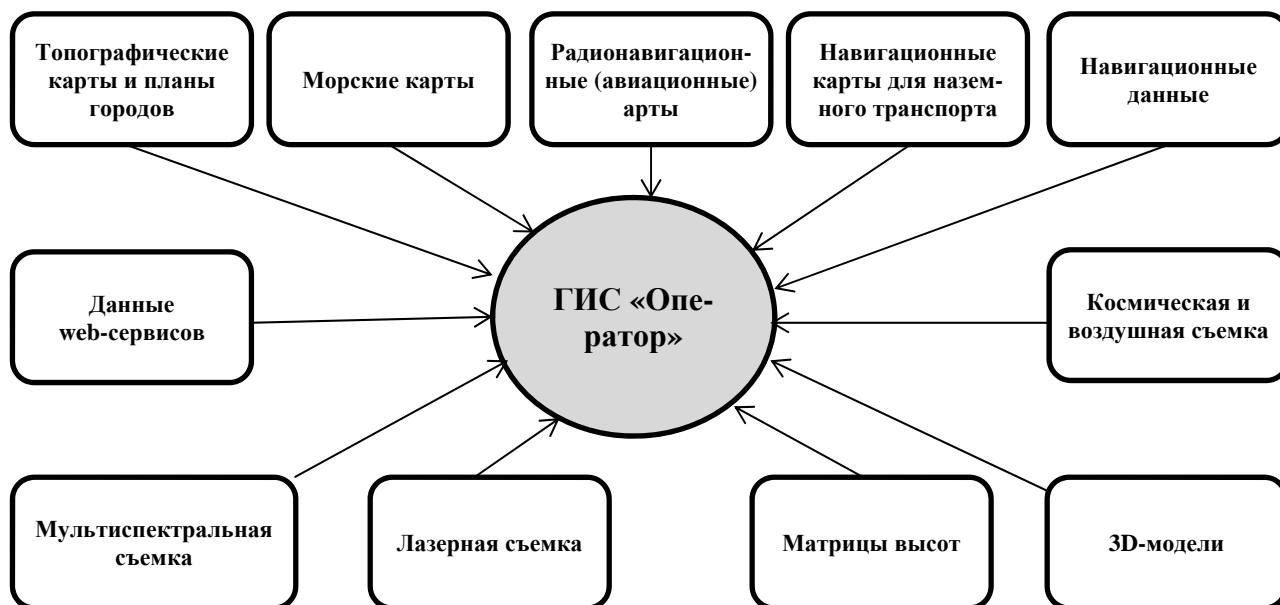 Топографические
карты и планы
городов
Морские карты
Радионавигацион-
ные (авиационные)
арты
Навигационные
карты для назем-
ного транспорта
Навигационные
данные
Данные
web-сервисов
ГИС «Опе-
ратор»
Космическая и
воздушная съемка
Мультиспектральная
съемка
Лазерная съемка
Матрицы высот
3D-модели